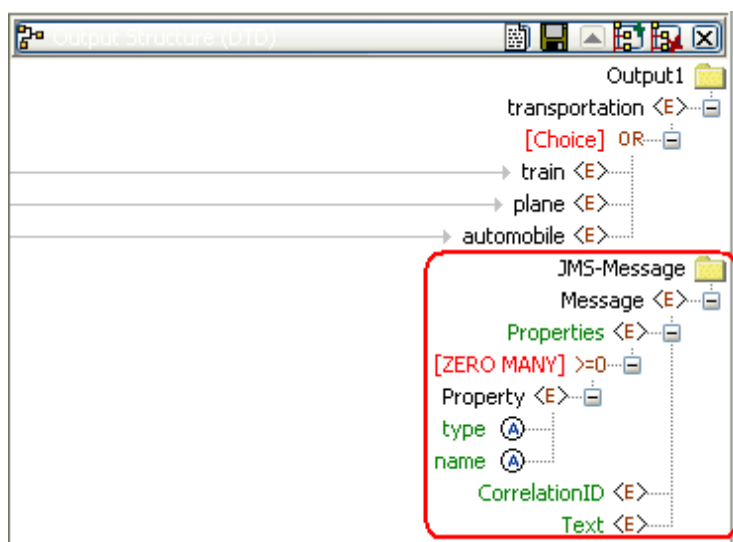 Output Structure (DTD)
Output1
transportation <E>
[Choice] OR
train <E>
plane <E>
automobile <E>
JMS-Message
Message <E>
Properties <E>
[ZERO MANY] >=0
Property <E>
type A
name A
CorrelationID <E>
Text <E>